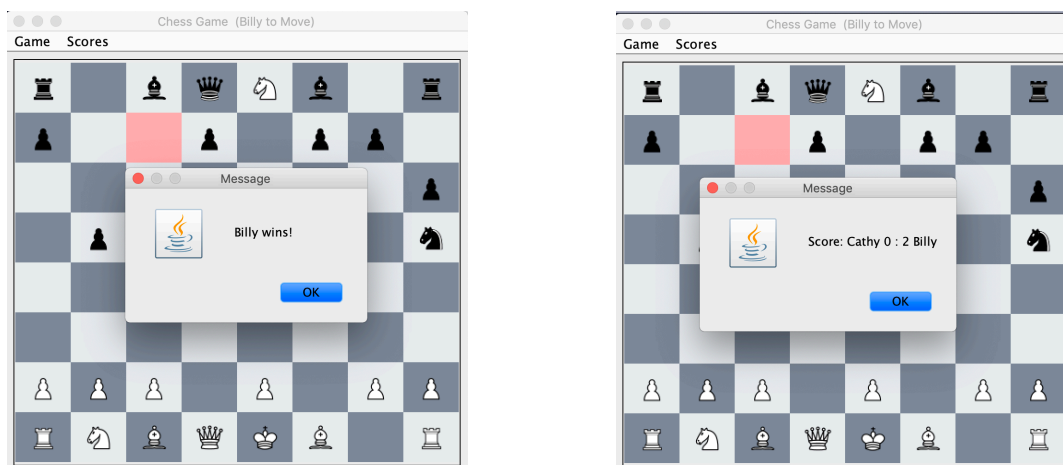 Chess Game (Billy to Move)
Game Scores
Message
Billy wins!
OK
Chess Game (Billy to Move)
Game Scores
Message
Score: Cathy 0 : 2 Billy
OK